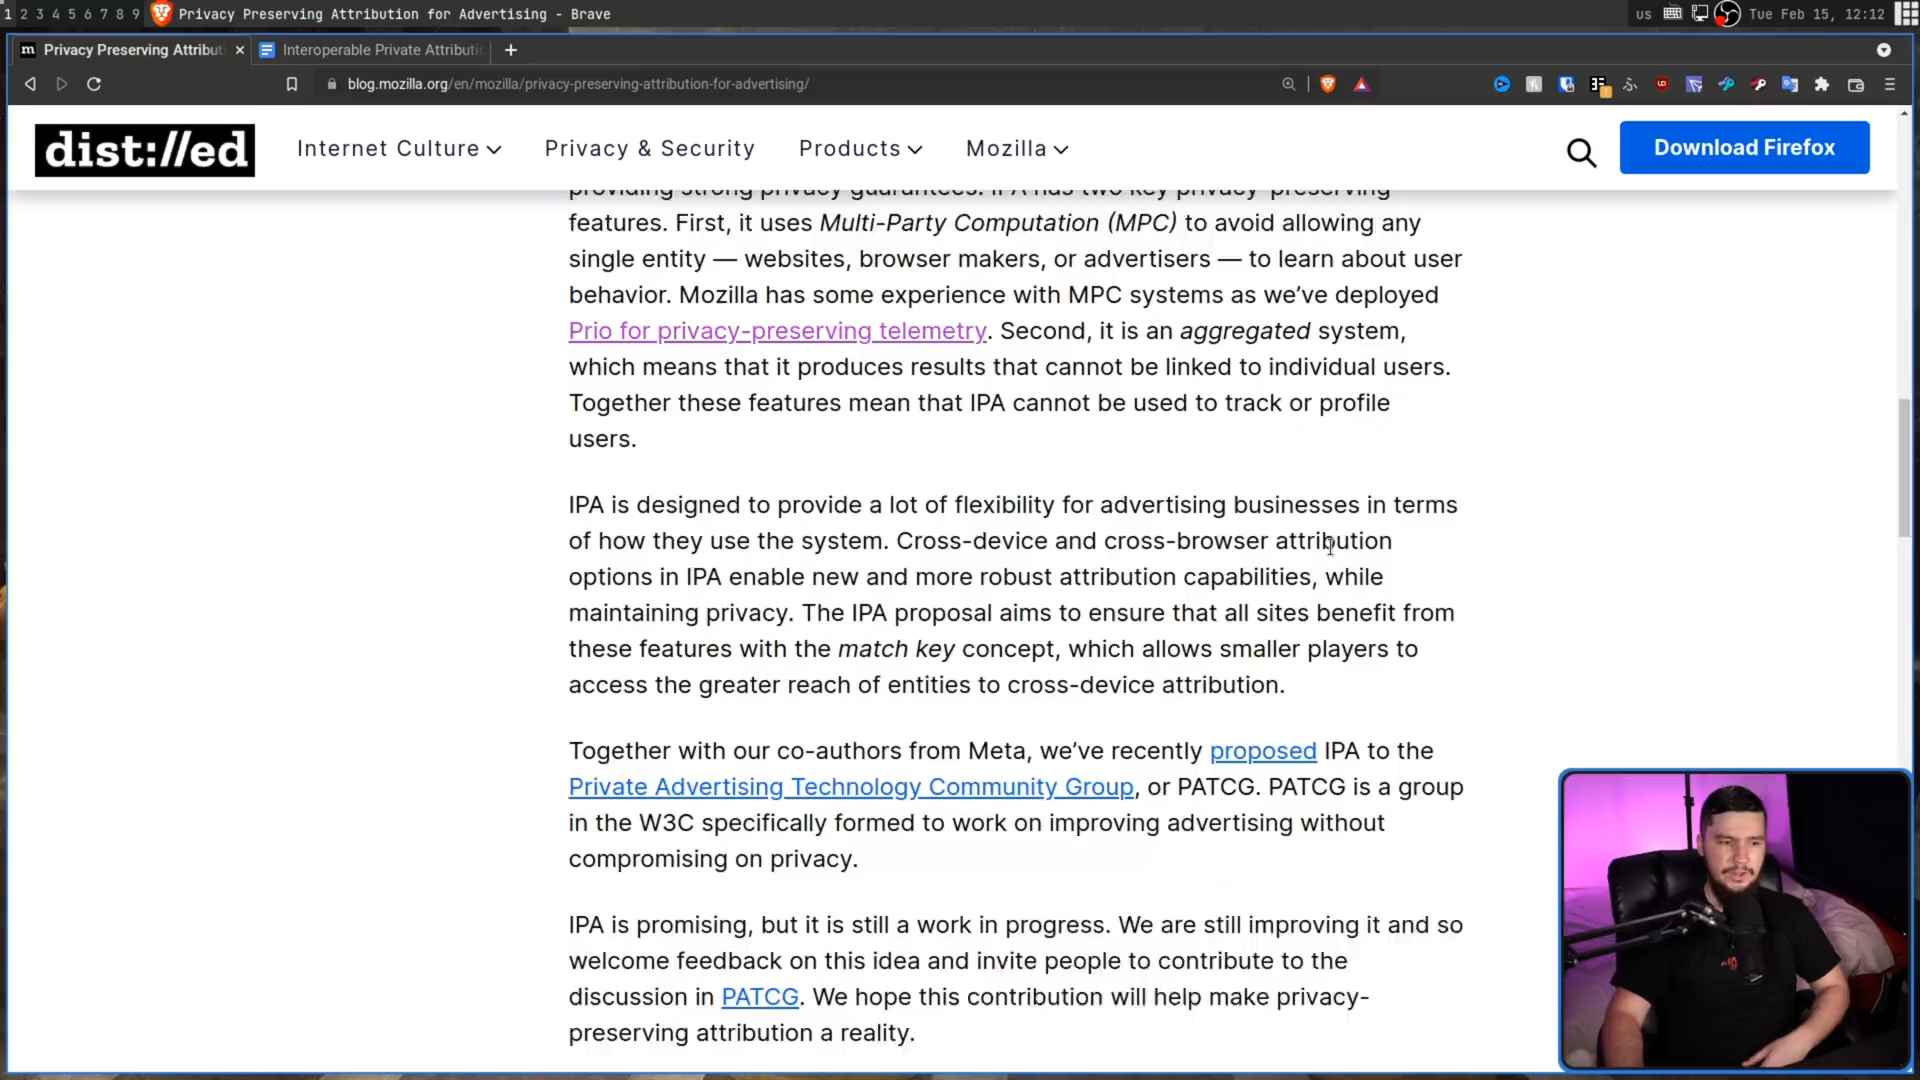 1 2 3 4 5 6 7 8 9 Privacy Preserving Attribution for Advertising - Brave
us Tue Feb 15, 12:12
m Privacy Preserving Attribut
Interoperable Private Attributi
blog.mozilla.org/en/mozilla/privacy-preserving-attribution-for-advertising/
dist://ed Internet Culture Privacy & Security Products Mozilla Download Firefox
providing strong privacy guarantees. IPA has two key privacy-preserving
features. First, it uses Multi-Party Computation (MPC) to avoid allowing any
single entity — websites, browser makers, or advertisers — to learn about user
behavior. Mozilla has some experience with MPC systems as we’ve deployed
Prio for privacy-preserving telemetry. Second, it is an aggregated system,
which means that it produces results that cannot be linked to individual users.
Together these features mean that IPA cannot be used to track or profile
users.
IPA is designed to provide a lot of flexibility for advertising businesses in terms
of how they use the system. Cross-device and cross-browser attribution
options in IPA enable new and more robust attribution capabilities, while
maintaining privacy. The IPA proposal aims to ensure that all sites benefit from
these features with the match key concept, which allows smaller players to
access the greater reach of entities to cross-device attribution.
Together with our co-authors from Meta, we’ve recently proposed IPA to the
Private Advertising Technology Community Group, or PATCG. PATCG is a group
in the W3C specifically formed to work on improving advertising without
compromising on privacy.
IPA is promising, but it is still a work in progress. We are still improving it and so
welcome feedback on this idea and invite people to contribute to the
discussion in PATCG. We hope this contribution will help make privacy-
preserving attribution a reality.